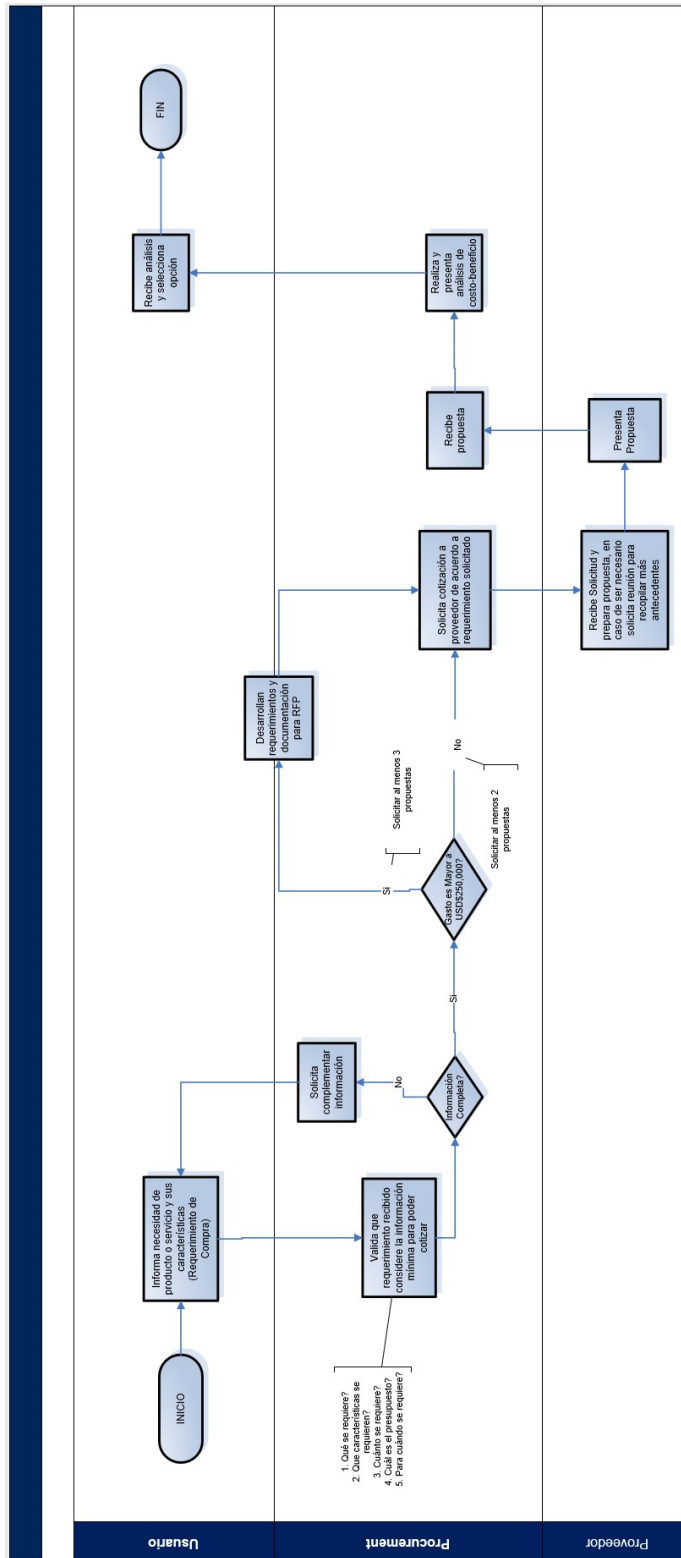 Usuario
INICIO
Informa necesidad de
producto o servicio y sus
características
(Requerimiento de
Compra)
Recibe análisis
y selecciona
opción
FIN
Procurement
1. Qué se requiere?
2. Que características se
requieren?
3. Cuánto se requiere?
4. Cuál es el presupuesto?
5. Para cuándo se requiere?
Valida que
requerimiento recibido
considere la información
mínima para poder
cotizar
Información
Completa?
No
Solicita
complementar
información
Si
Gasto es Mayor a
USD$250,000?
Si
Solicitar al menos 3
propuestas
Desarrollan
requerimientos y
documentación
para RFP
No
Solicitar al menos 2
propuestas
Solicita cotización a
proveedor de acuerdo a
requerimiento solicitado
Recibe
propuesta
Realiza y
presenta
análisis de
costo-beneficio
Proveedor
Recibe Solicitud y
prepara propuesta, en
caso de ser necesario
solicita reunión para
recopilar más
antecedentes
Presenta
Propuesta